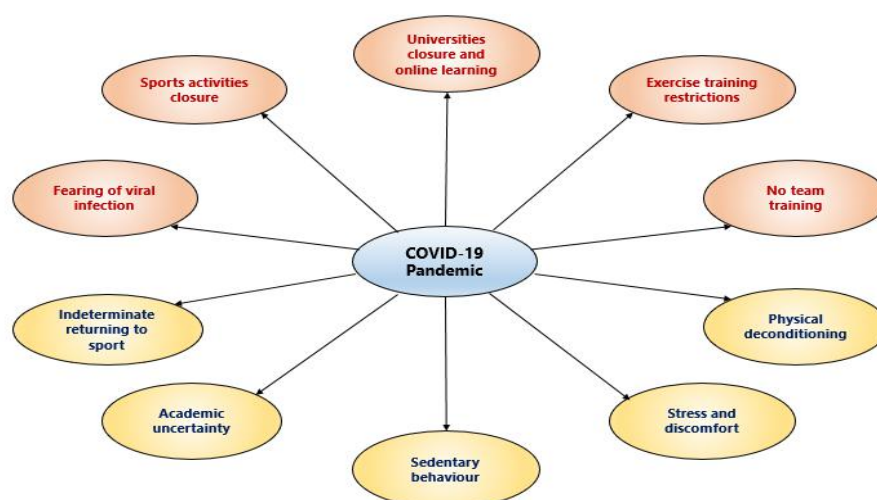 Universities
closure and
online learning
Sports activities
closure
Exercise training
restrictions
Fearing of viral
infection
No team
training
COVID-19
Pandemic
Indeterminate
returning to
sport
Physical
deconditioning
Academic
uncertainty
Stress and
discomfort
Sedentary
behaviour